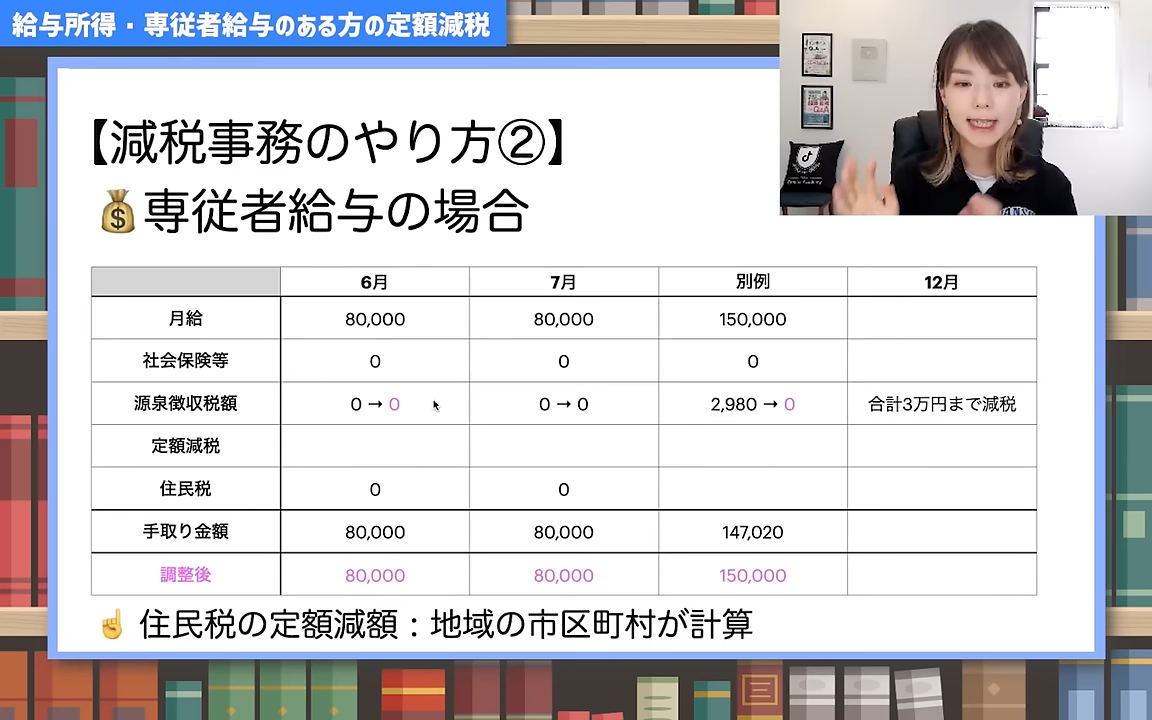 給与所得・専従者給与のある方の定額減税
【減税事務のやり方②】
専従者給与の場合
6月 7月 別例 12月
月給 80,000 80,000 150,000
社会保険等 0 0 0
源泉徴収税額 0 → 0 0 → 0 2,980 → 0 合計3万円まで減税
定額減税
住民税 0 0
手取り金額 80,000 80,000 147,020
調整後 80,000 80,000 150,000
住民税の定額減額：地域の市区町村が計算